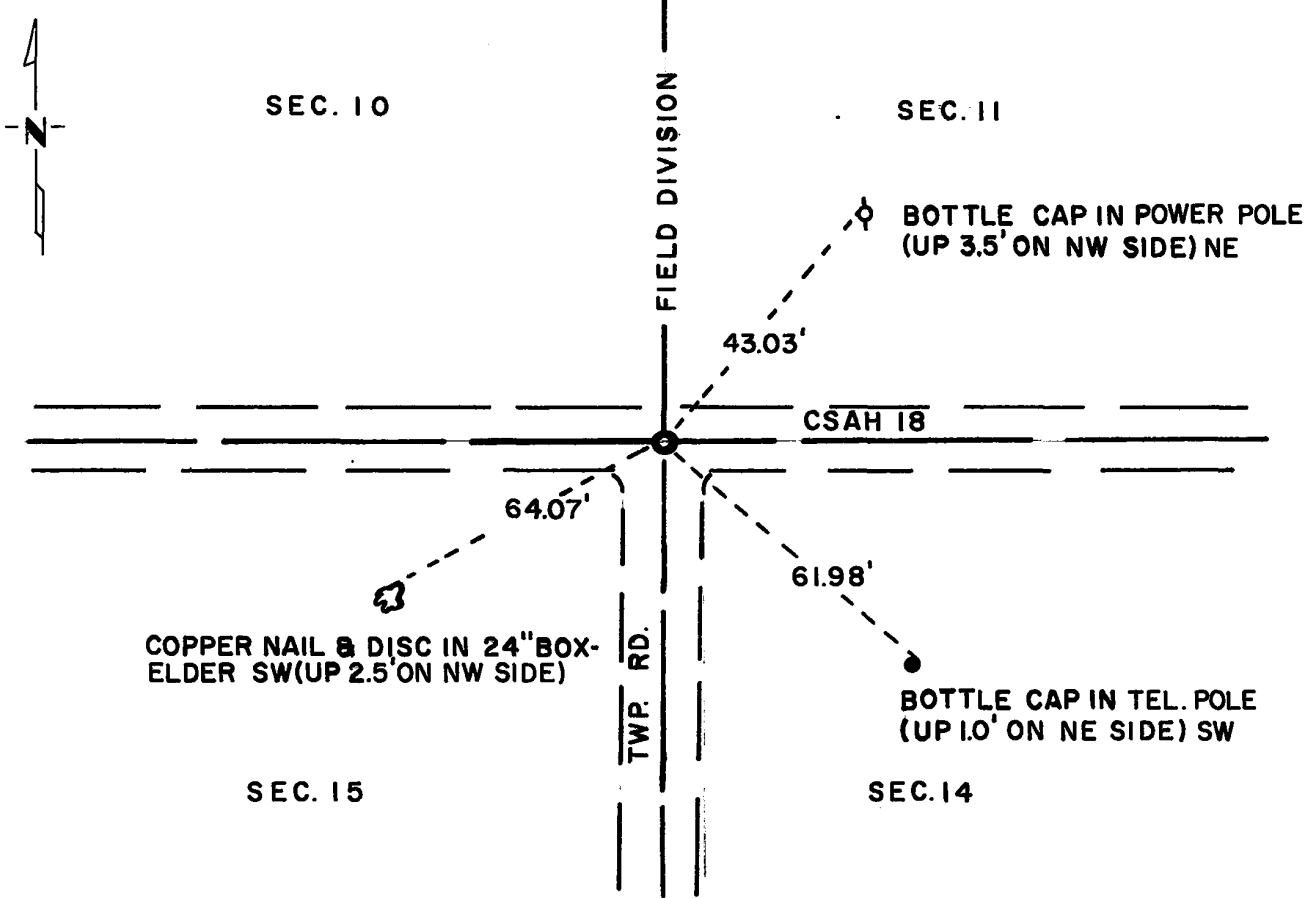 SEC. 10
SEC. 11
N
FIELD DIVISION
BOTTLE CAP IN POWER POLE
(UP 3.5' ON NW SIDE) NE
43.03'
CSAH 18
64.07'
61.98'
COPPER NAIL & DISC IN 24" BOX-
ELDER SW (UP 2.5' ON NW SIDE)
TWP. RD.
BOTTLE CAP IN TEL. POLE
(UP 1.0' ON NE SIDE) SW
SEC. 15
SEC. 14